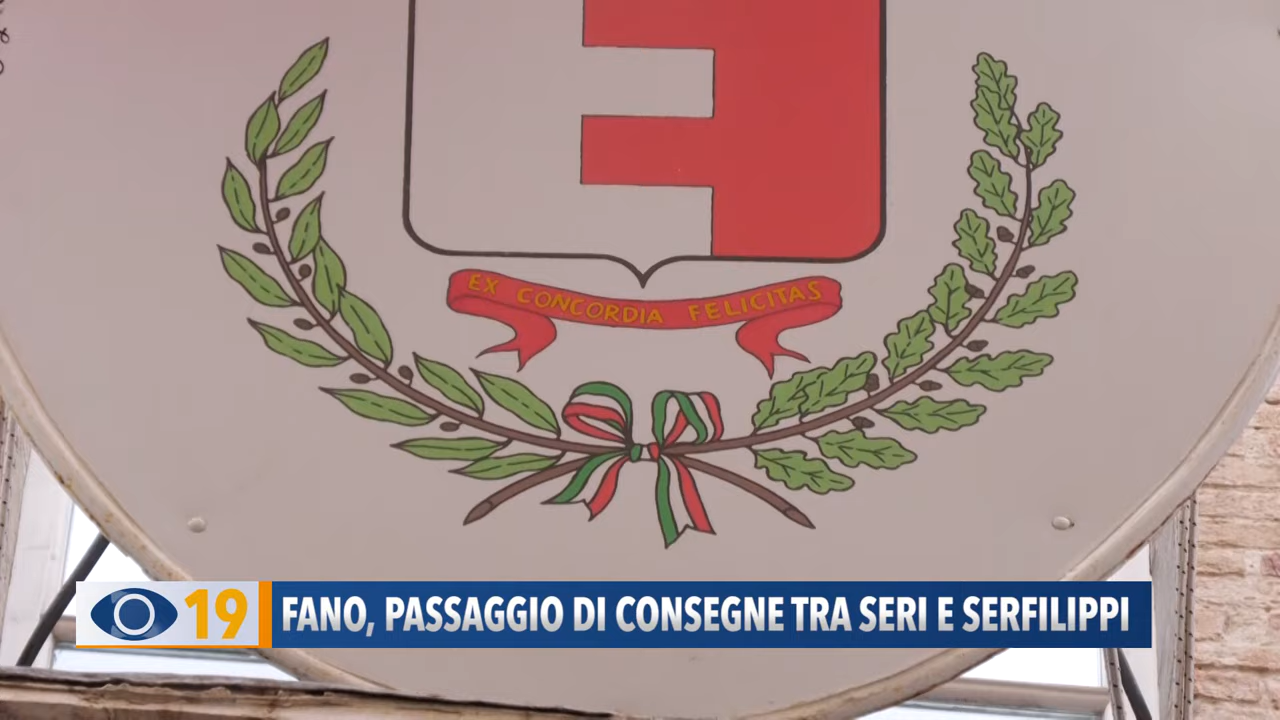 EX CONCORDIA FELICITAS
19 FANO, PASSAGGIO DI CONSEGNE TRA SERI E SERFILIPPI